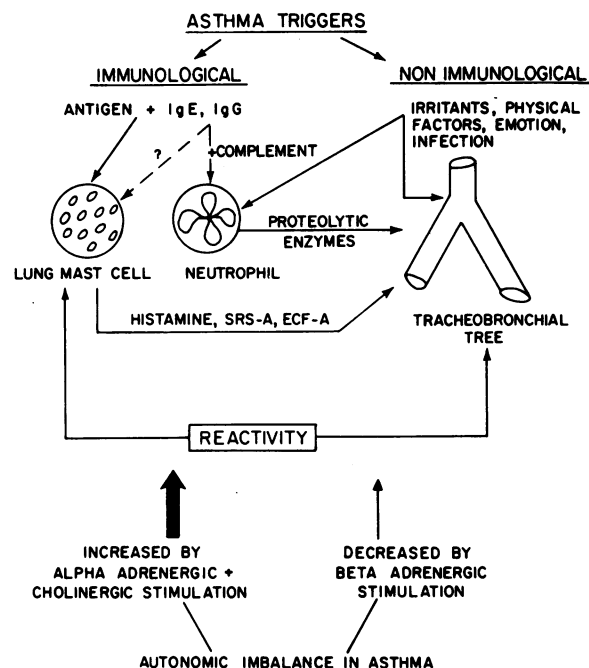 ASTHMA TRIGGERS
IMMUNOLOGICAL
NON IMMUNOLOGICAL
ANTIGEN + IgE, IgG
IRRITANTS, PHYSICAL
FACTORS, EMOTION,
INFECTION
?
+COMPLEMENT
PROTEOLYTIC
ENZYMES
LUNG MAST CELL
NEUTROPHIL
HISTAMINE, SRS-A, ECF-A
TRACHEOBRONCHIAL
TREE
REACTIVITY
INCREASED BY
ALPHA ADRENERGIC +
CHOLINERGIC STIMULATION
DECREASED BY
BETA ADRENERGIC
STIMULATION
AUTONOMIC IMBALANCE IN ASTHMA